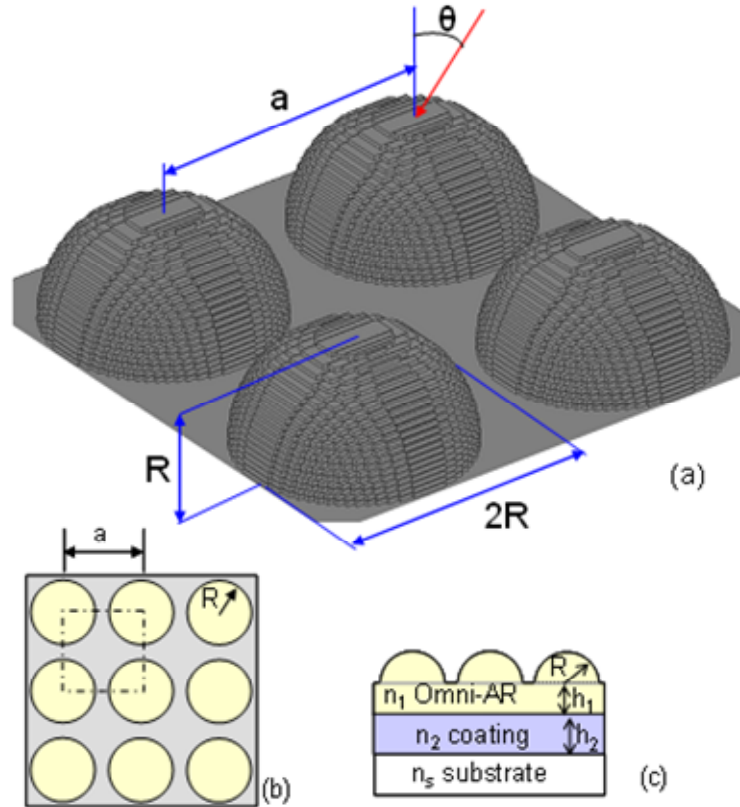 θ
a
R
2R
(a)
a
R
(b)
R
n₁ Omni-AR
h₁
n₂ coating
h₂
nₛ substrate
(c)